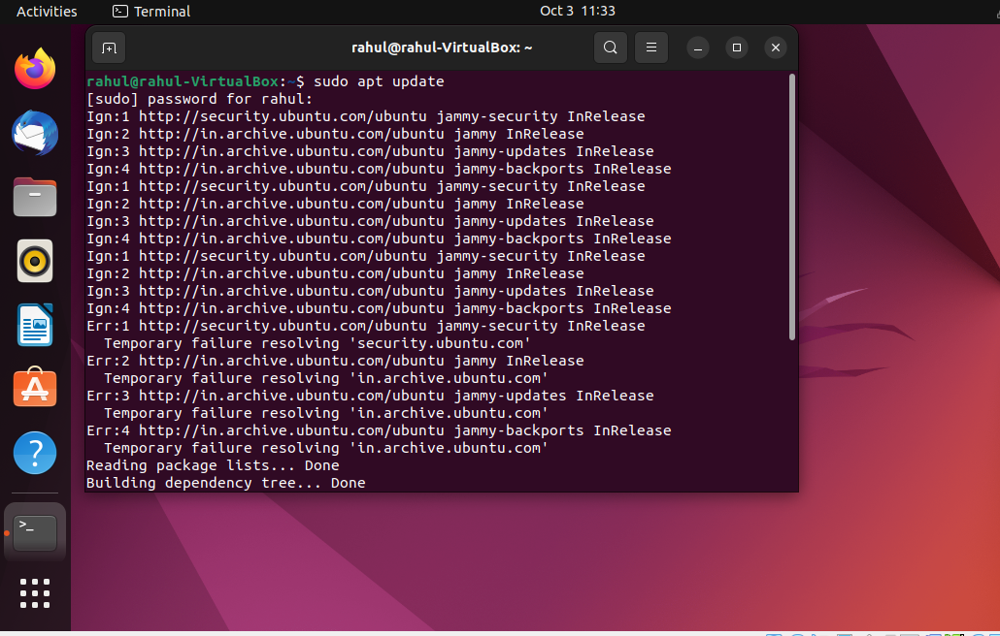 Activities Terminal Oct 3 11:33
rahul@rahul-VirtualBox: ~
rahul@rahul-VirtualBox:~$ sudo apt update
[sudo] password for rahul:
Ign:1 http://security.ubuntu.com/ubuntu jammy-security InRelease
Ign:2 http://in.archive.ubuntu.com/ubuntu jammy InRelease
Ign:3 http://in.archive.ubuntu.com/ubuntu jammy-updates InRelease
Ign:4 http://in.archive.ubuntu.com/ubuntu jammy-backports InRelease
Ign:1 http://security.ubuntu.com/ubuntu jammy-security InRelease
Ign:2 http://in.archive.ubuntu.com/ubuntu jammy InRelease
Ign:3 http://in.archive.ubuntu.com/ubuntu jammy-updates InRelease
Ign:4 http://in.archive.ubuntu.com/ubuntu jammy-backports InRelease
Ign:1 http://security.ubuntu.com/ubuntu jammy-security InRelease
Ign:2 http://in.archive.ubuntu.com/ubuntu jammy InRelease
Ign:3 http://in.archive.ubuntu.com/ubuntu jammy-updates InRelease
Ign:4 http://in.archive.ubuntu.com/ubuntu jammy-backports InRelease
Err:1 http://security.ubuntu.com/ubuntu jammy-security InRelease
  Temporary failure resolving 'security.ubuntu.com'
Err:2 http://in.archive.ubuntu.com/ubuntu jammy InRelease
  Temporary failure resolving 'in.archive.ubuntu.com'
Err:3 http://in.archive.ubuntu.com/ubuntu jammy-updates InRelease
  Temporary failure resolving 'in.archive.ubuntu.com'
Err:4 http://in.archive.ubuntu.com/ubuntu jammy-backports InRelease
  Temporary failure resolving 'in.archive.ubuntu.com'
Reading package lists... Done
Building dependency tree... Done